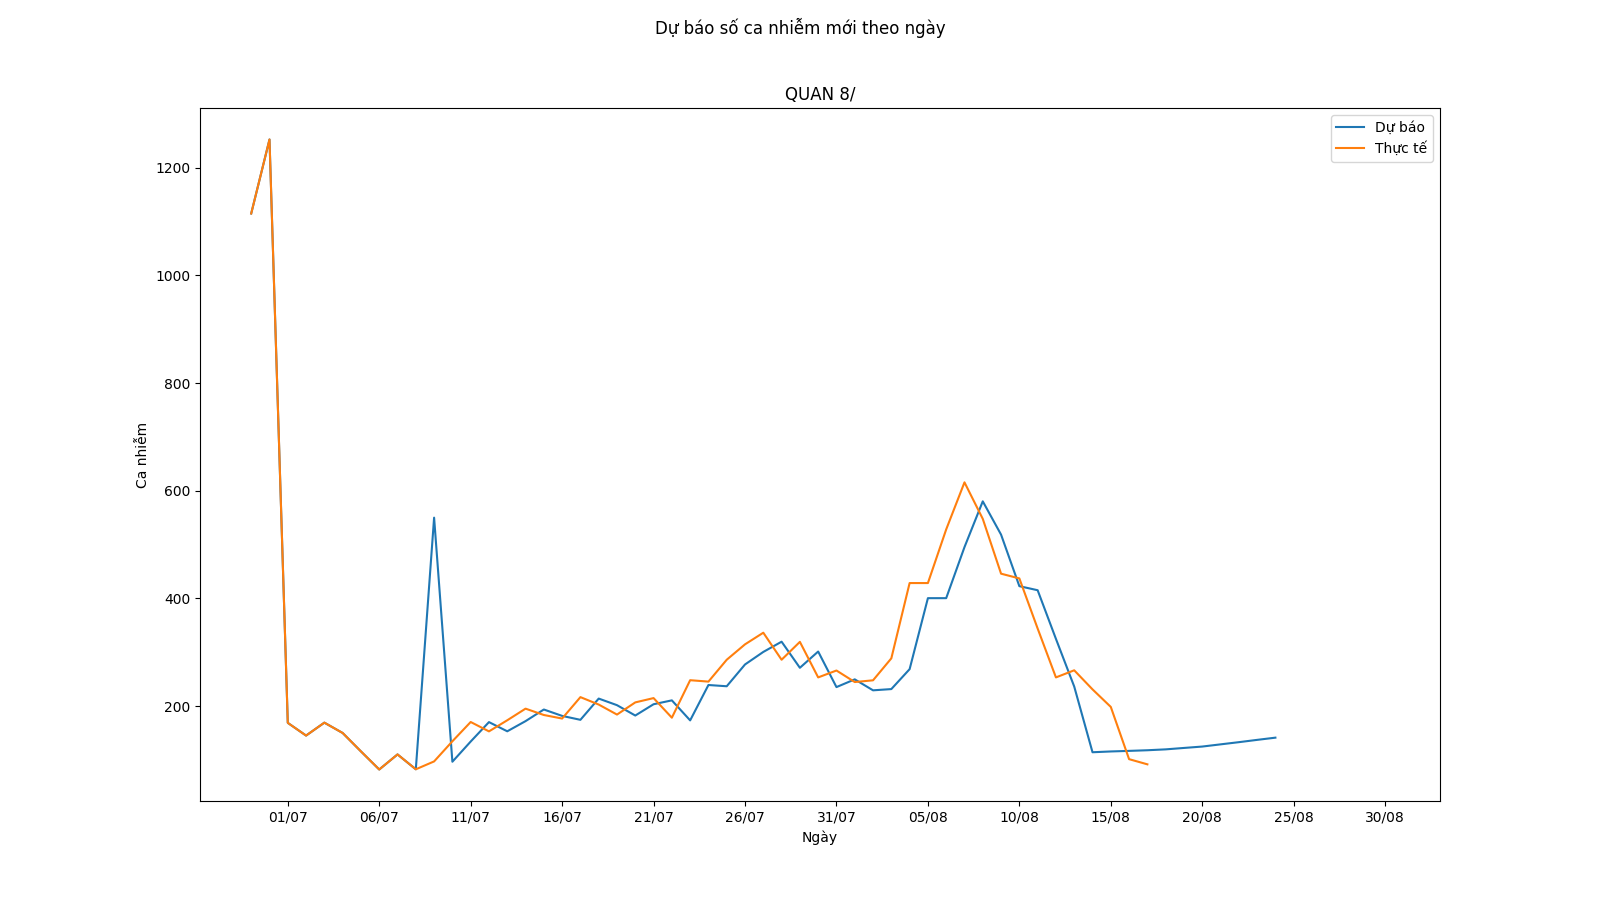 Dự báo số ca nhiễm mới theo ngày
QUAN 8/
Dự báo
Thực tế
1200
1000
800
600
400
200
Ca nhiễm
01/07 06/07 11/07 16/07 21/07 26/07 31/07 05/08 10/08 15/08 20/08 25/08 30/08
Ngày